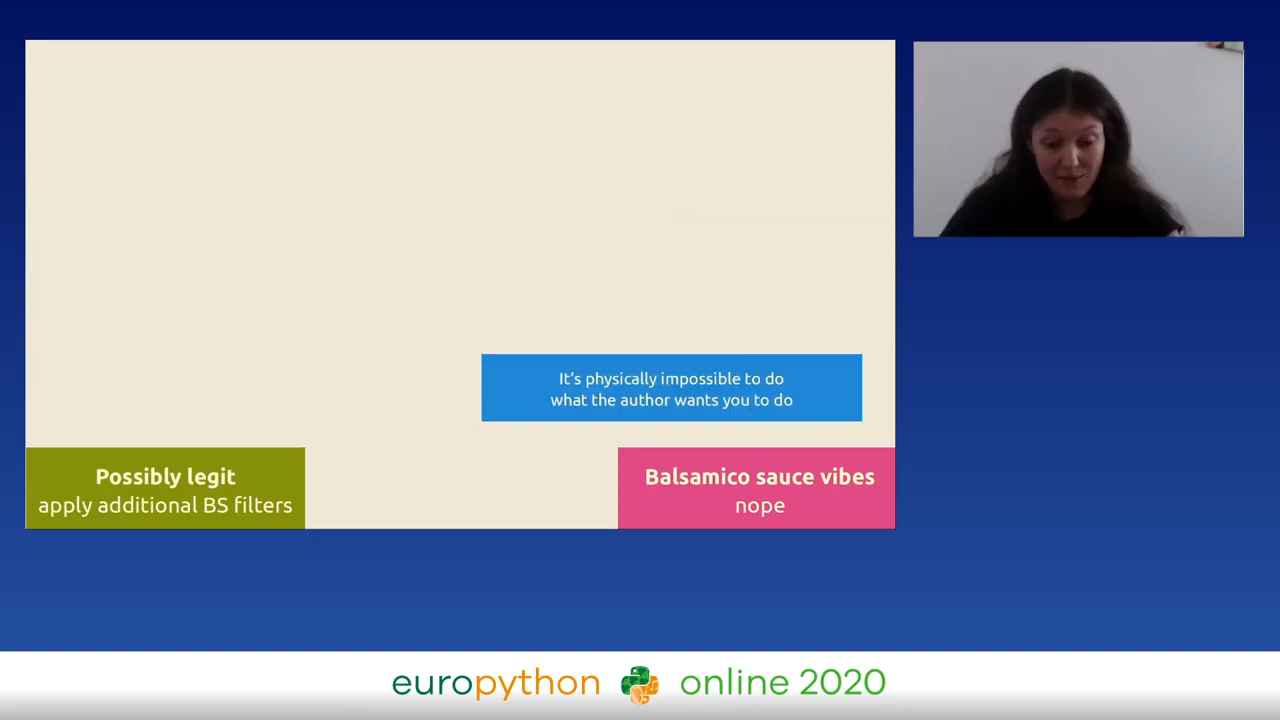 It's physically impossible to do
what the author wants you to do
Possibly legit
apply additional BS filters
Balsamico sauce vibes
nope
europython online 2020